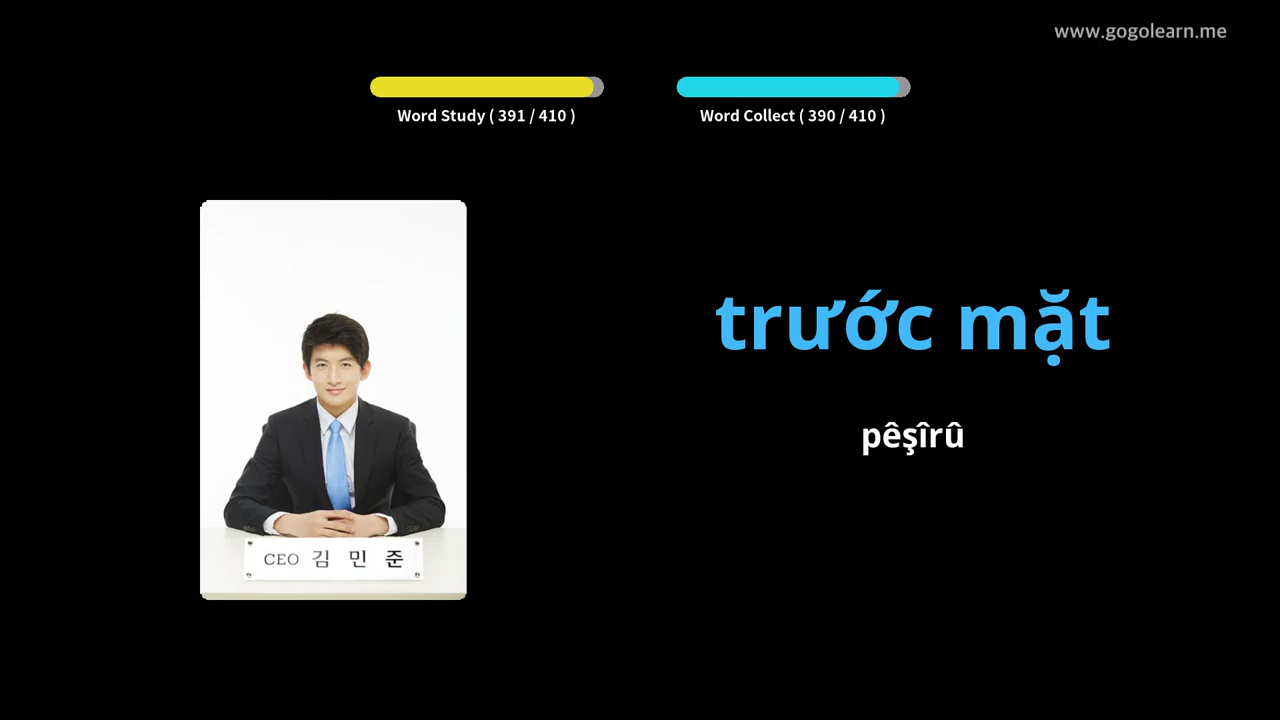 www.gogolearn.me
Word Study ( 391 / 410 )
Word Collect ( 390 / 410 )
trước mặt
pêşîrû
CEO 김 민 준